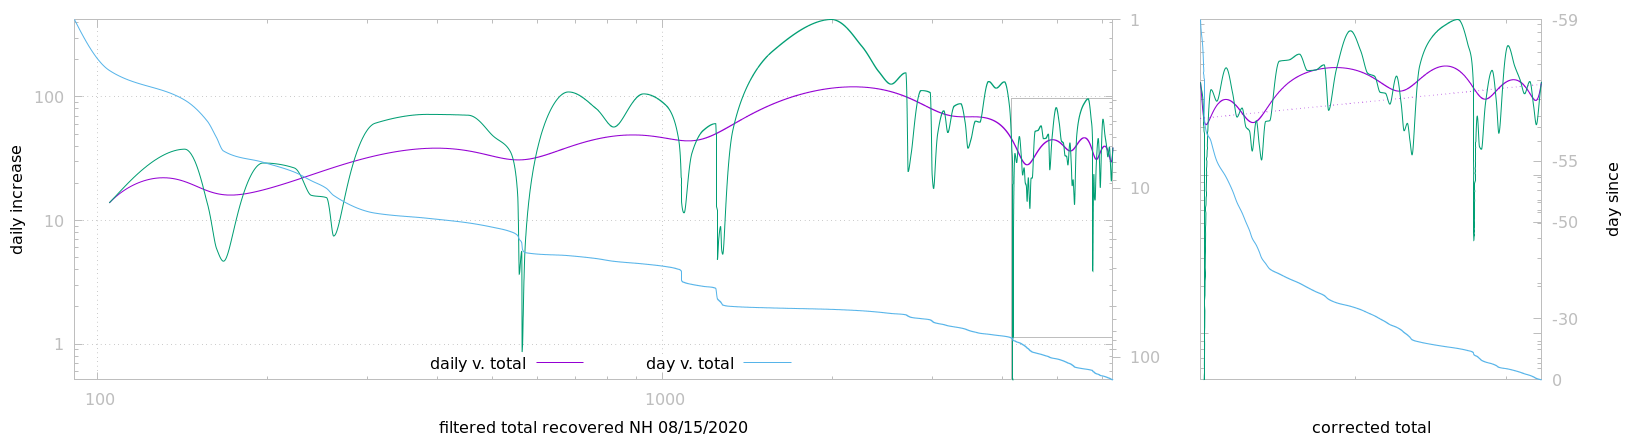 daily increase
100
10
1
100
1000
1
10
100
daily v. total
day v. total
filtered total recovered NH 08/15/2020
-59
-55
-50
-30
0
day since
corrected total